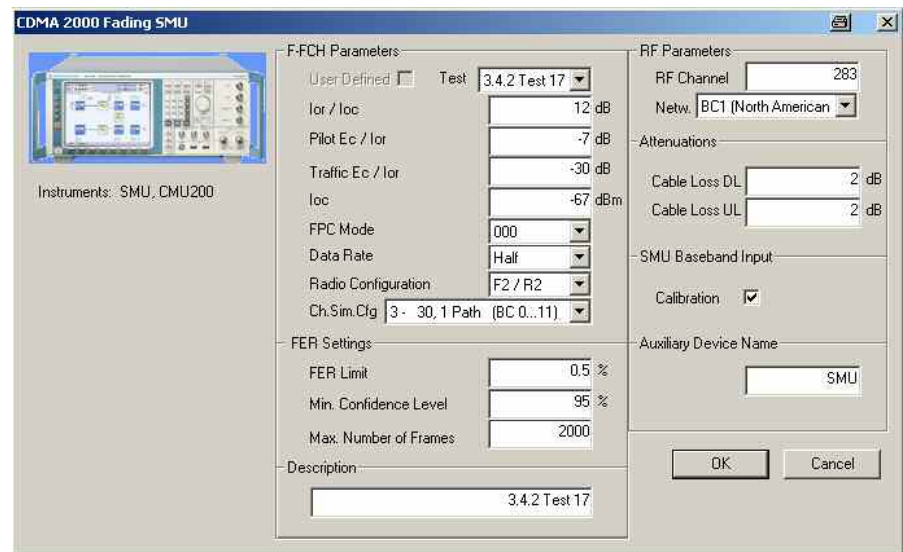 CDMA 2000 Fading SMU
Instruments: SMU, CMU200
F-FCH Parameters
User Defined Test 3.4.2 Test 17
Ior / Ioc 12 dB
Pilot Ec / Ior -7 dB
Traffic Ec / Ior -30 dB
Ioc -67 dBm
FPC Mode 000
Data Rate Half
Radio Configuration F2 / R2
Ch.Sim.Cfg 3 - 30, 1 Path (BC 0...11)
FER Settings
FER Limit 0.5 %
Min. Confidence Level 95 %
Max. Number of Frames 2000
Description
3.4.2 Test 17
RF Parameters
RF Channel 283
Netw. BC1 (North American
Attenuations
Cable Loss DL 2 dB
Cable Loss UL 2 dB
SMU Baseband Input
Calibration
Auxiliary Device Name
SMU
OK Cancel